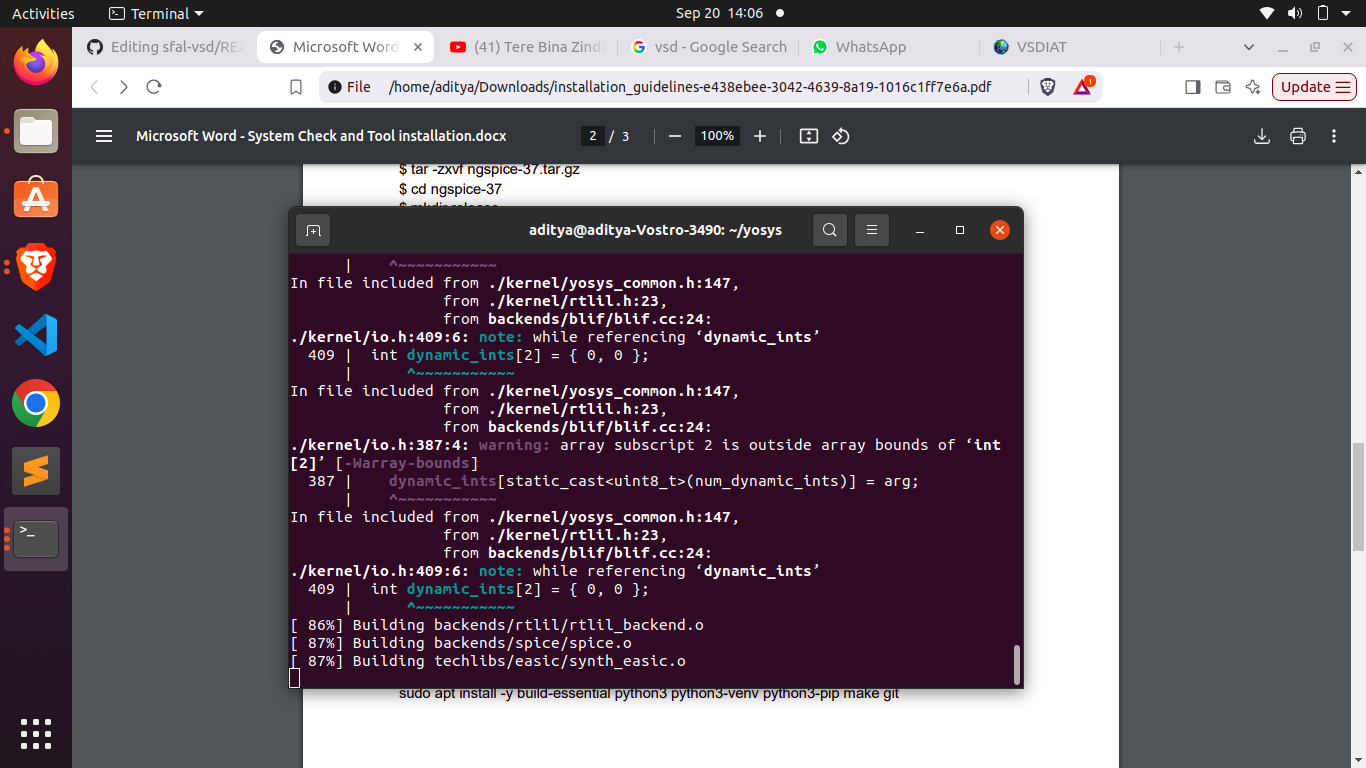 Activities
Terminal
Sep 20 14:06
Editing sfal-vsd/REA
Microsoft Word
(41) Tere Bina Zinda
vsd - Google Search
WhatsApp
VSDIAT
File /home/aditya/Downloads/installation_guidelines-e438ebee-3042-4639-8a19-1016c1ff7e6a.pdf
1
Update
Microsoft Word - System Check and Tool installation.docx
2 / 3
100%
$ tar -zxvf ngspice-37.tar.gz
$ cd ngspice-37
$ mkdir release
aditya@aditya-Vostro-3490: ~/yosys
| ^~~~~~~~~~~~
In file included from ./kernel/yosys_common.h:147,
from ./kernel/rtlil.h:23,
from backends/blif/blif.cc:24:
./kernel/io.h:409:6: note: while referencing ‘dynamic_ints’
409 | int dynamic_ints[2] = { 0, 0 };
| ^~~~~~~~~~~~
In file included from ./kernel/yosys_common.h:147,
from ./kernel/rtlil.h:23,
from backends/blif/blif.cc:24:
./kernel/io.h:387:4: warning: array subscript 2 is outside array bounds of ‘int
[2]’ [-Warray-bounds]
387 | dynamic_ints[static_cast<uint8_t>(num_dynamic_ints)] = arg;
| ^~~~~~~~~~~~
In file included from ./kernel/yosys_common.h:147,
from ./kernel/rtlil.h:23,
from backends/blif/blif.cc:24:
./kernel/io.h:409:6: note: while referencing ‘dynamic_ints’
409 | int dynamic_ints[2] = { 0, 0 };
| ^~~~~~~~~~~~
[ 86%] Building backends/rtlil/rtlil_backend.o
[ 87%] Building backends/spice/spice.o
[ 87%] Building techlibs/easic/synth_easic.o
sudo apt install -y build-essential python3 python3-venv python3-pip make git